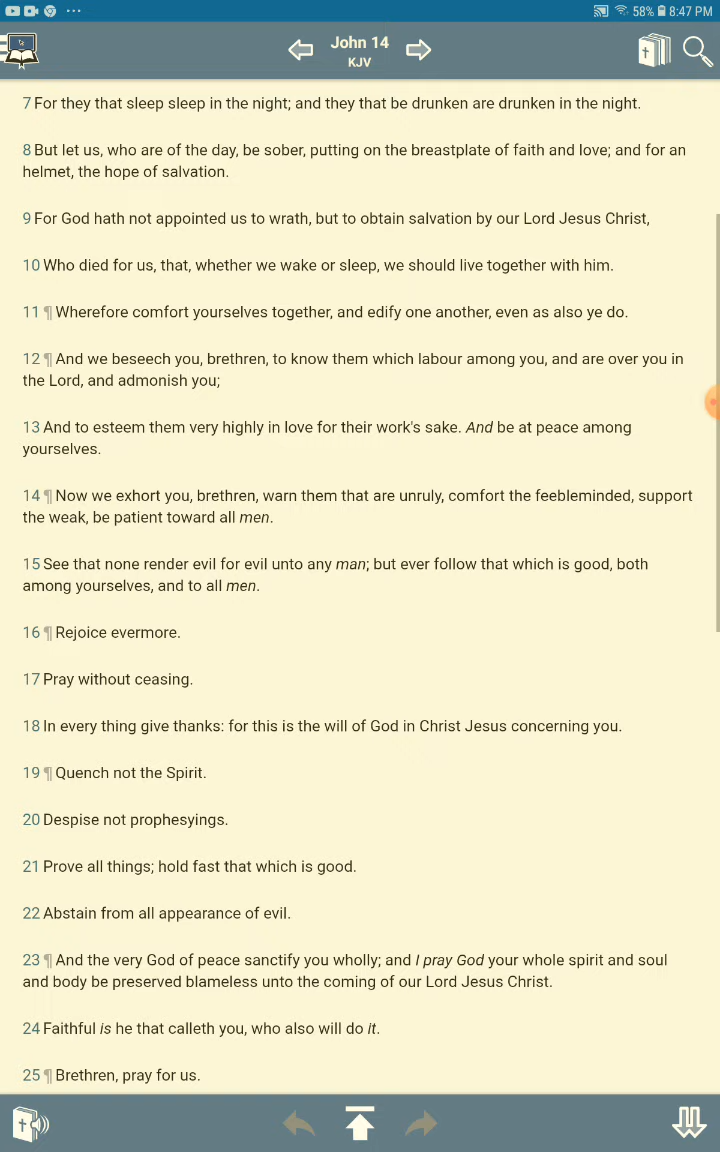 58% 8:47 PM
John 14
KJV
7 For they that sleep sleep in the night; and they that be drunken are drunken in the night.
8 But let us, who are of the day, be sober, putting on the breastplate of faith and love; and for an
helmet, the hope of salvation.
9 For God hath not appointed us to wrath, but to obtain salvation by our Lord Jesus Christ,
10 Who died for us, that, whether we wake or sleep, we should live together with him.
11 ¶ Wherefore comfort yourselves together, and edify one another, even as also ye do.
12 ¶ And we beseech you, brethren, to know them which labour among you, and are over you in
the Lord, and admonish you;
13 And to esteem them very highly in love for their work's sake. And be at peace among
yourselves.
14 ¶ Now we exhort you, brethren, warn them that are unruly, comfort the feebleminded, support
the weak, be patient toward all men.
15 See that none render evil for evil unto any man; but ever follow that which is good, both
among yourselves, and to all men.
16 ¶ Rejoice evermore.
17 Pray without ceasing.
18 In every thing give thanks: for this is the will of God in Christ Jesus concerning you.
19 ¶ Quench not the Spirit.
20 Despise not prophesyings.
21 Prove all things; hold fast that which is good.
22 Abstain from all appearance of evil.
23 ¶ And the very God of peace sanctify you wholly; and I pray God your whole spirit and soul
and body be preserved blameless unto the coming of our Lord Jesus Christ.
24 Faithful is he that calleth you, who also will do it.
25 ¶ Brethren, pray for us.